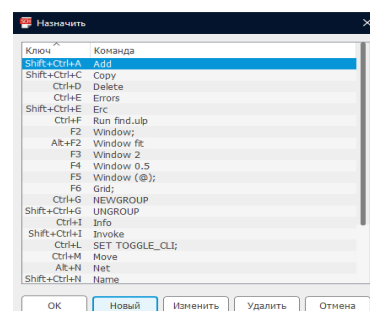 Назначить
Ключ Команда
Shift+Ctrl+A Add
Shift+Ctrl+C Copy
Ctrl+D Delete
Ctrl+E Errors
Shift+Ctrl+E Erc
Ctrl+F Run find.ulp
F2 Window;
Alt+F2 Window fit
F3 Window 2
F4 Window 0.5
F5 Window (@);
F6 Grid;
Ctrl+G NEWGROUP
Shift+Ctrl+G UNGROUP
Ctrl+I Info
Shift+Ctrl+I Invoke
Ctrl+L SET TOGGLE_CLI;
Ctrl+M Move
Alt+N Net
Shift+Ctrl+N Name
OK Новый Изменить Удалить Отмена